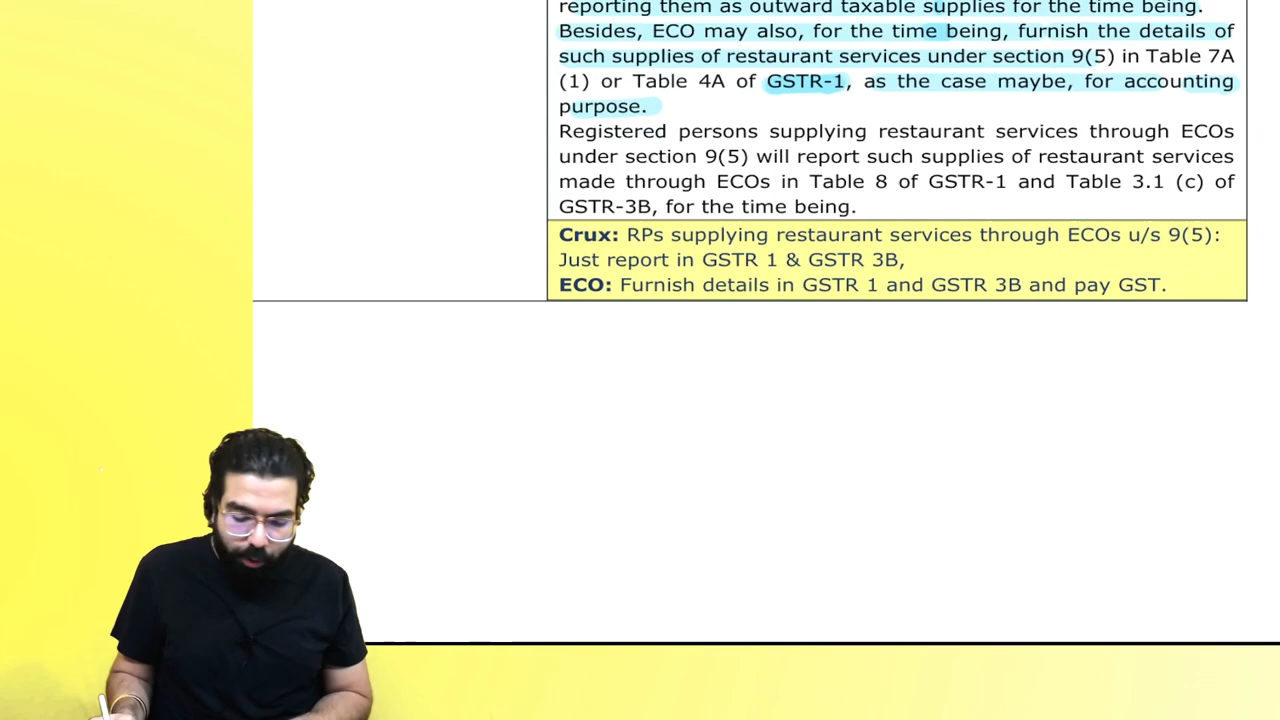 reporting them as outward taxable supplies for the time being.
Besides, ECO may also, for the time being, furnish the details of
such supplies of restaurant services under section 9(5) in Table 7A
(1) or Table 4A of GSTR-1, as the case maybe, for accounting
purpose.
Registered persons supplying restaurant services through ECOs
under section 9(5) will report such supplies of restaurant services
made through ECOs in Table 8 of GSTR-1 and Table 3.1 (c) of
GSTR-3B, for the time being.
Crux: RPs supplying restaurant services through ECOs u/s 9(5):
Just report in GSTR 1 & GSTR 3B,
ECO: Furnish details in GSTR 1 and GSTR 3B and pay GST.